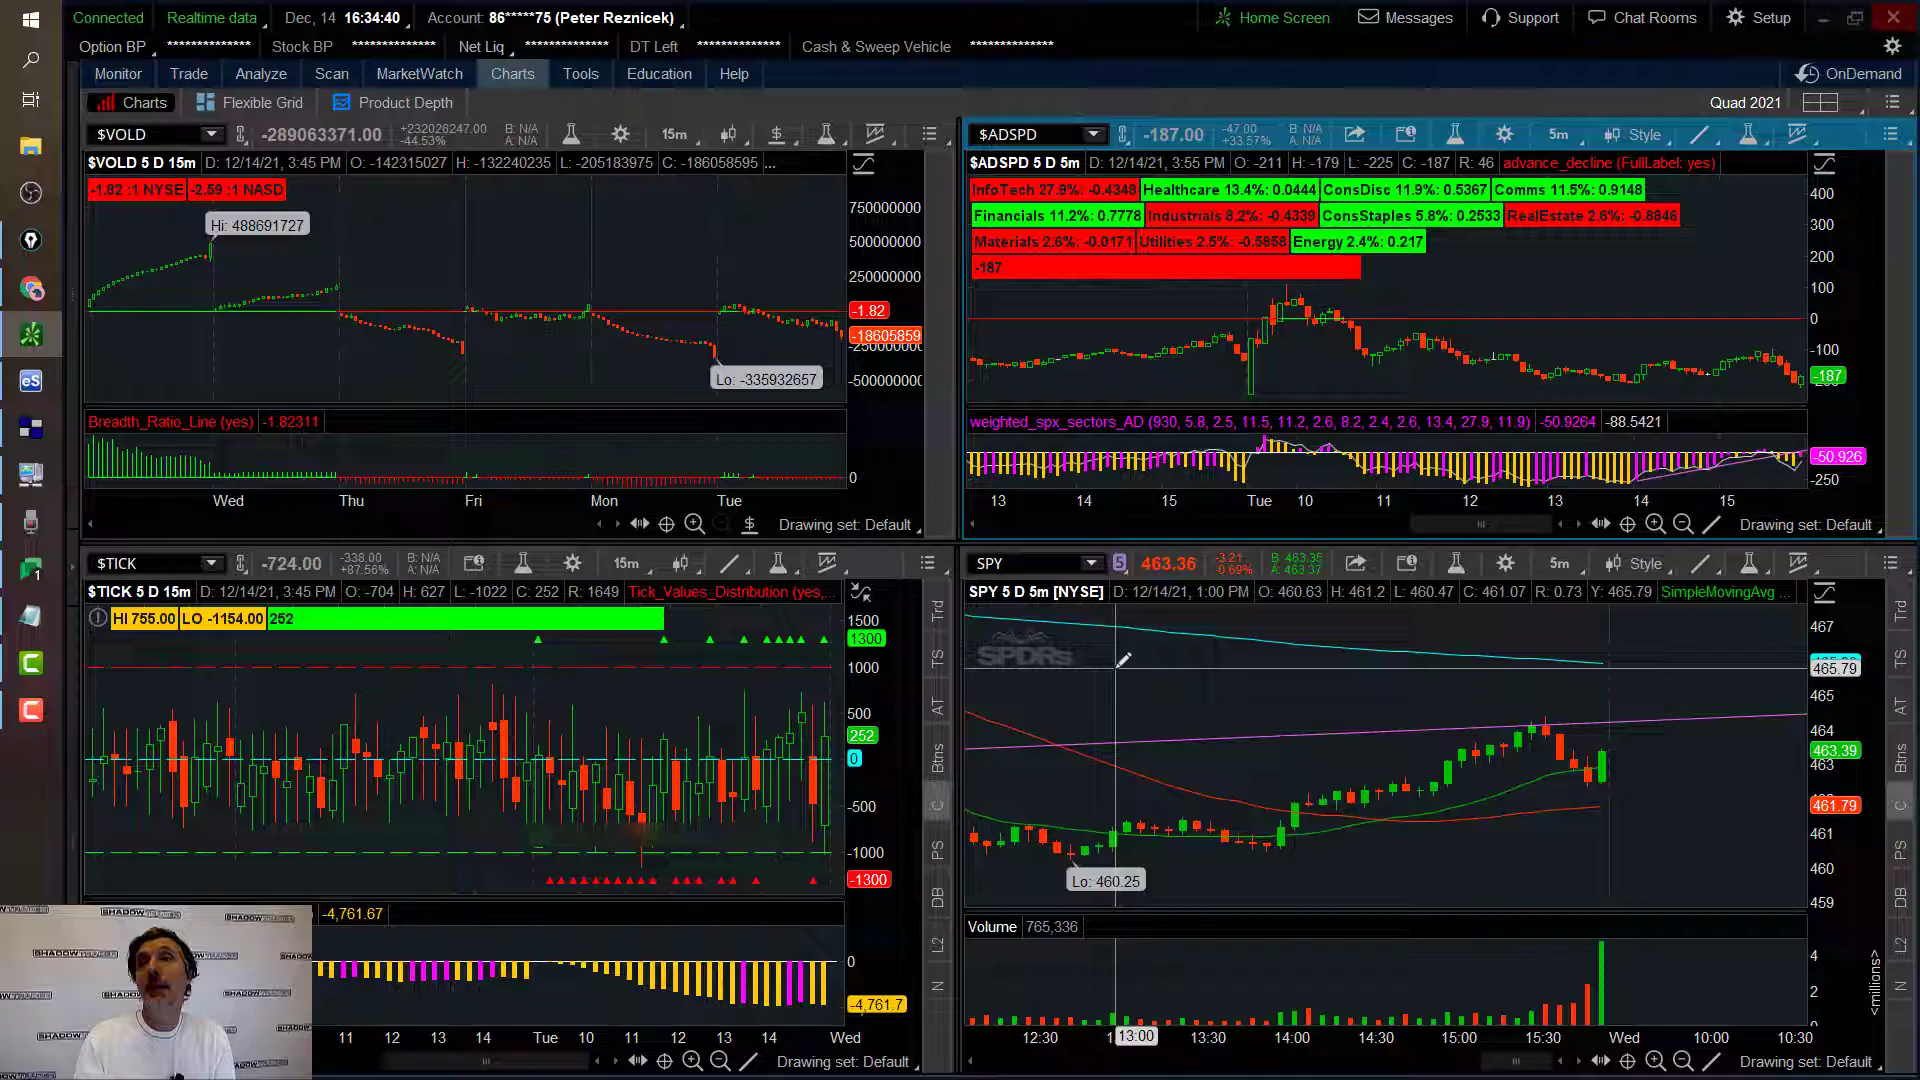 Connected Realtime data Dec, 14 16:34:40 Account: 86*****75 (Peter Reznicek) Home Screen Messages Support Chat Rooms Setup
Option BP ************** Stock BP ************** Net Liq ************** DT Left ************** Cash & Sweep Vehicle **************
Monitor Trade Analyze Scan MarketWatch Charts Tools Education Help OnDemand
Charts Flexible Grid Product Depth Quad 2021
$VOLD -289063371.00 +232026247.00 -44.53% B: N/A A: N/A 15m
$VOLD 5 D 15m D: 12/14/21, 3:45 PM O: -142315027 H: -132240235 L: -205183975 C: -186058595 ...
-1.82 :1 NYSE -2.59 :1 NASD
Hi: 488691727
750000000
500000000
250000000
-1.82
-18605859
-500000000
Lo: -335932657
Breadth_Ratio_Line (yes) -1.82311
0
Wed Thu Fri Mon Tue
Drawing set: Default
$ADSPD -187.00 -47.00 +33.57% B: N/A A: N/A 5m Style
$ADSPD 5 D 5m D: 12/14/21, 3:55 PM O: -211 H: -179 L: -225 C: -187 R: 46 advance_decline (FullLabel: yes)
InfoTech 27.9%: -0.4348 Healthcare 13.4%: 0.0444 ConsDisc 11.9%: 0.5367 Comms 11.5%: 0.9148
Financials 11.2%: 0.7778 Industrials 8.2%: -0.4339 ConsStaples 5.8%: 0.2533 RealEstate 2.6%: -0.8846
Materials 2.6%: -0.0171 Utilities 2.5%: -0.5858 Energy 2.4%: 0.217
-187
400
300
200
100
0
-100
-187
weighted_spx_sectors_AD (930, 5.8, 2.5, 11.5, 11.2, 2.6, 8.2, 2.4, 2.6, 13.4, 27.9, 11.9) -50.9264 -88.5421
-50.926
-250
13 14 15 Tue 10 11 12 13 14 15
Drawing set: Default
$TICK -724.00 -338.00 +87.56% B: N/A A: N/A 15m
$TICK 5 D 15m D: 12/14/21, 3:45 PM O: -704 H: 627 L: -1022 C: 252 R: 1649 Tick_Values_Distribution (yes,...
HI 755.00 LO -1154.00 252
1500
1300
1000
500
252
0
-500
-1000
-1300
-4,761.67
0
-4,761.7
11 12 13 14 Tue 10 11 12 13 14 Wed
Drawing set: Default
Trd
TS
AT
Btns
C
PS
DB
L2
N
SPY 5 463.36 -3.21 -0.69% B: 463.35 A: 463.37 5m Style
SPY 5 D 5m [NYSE] D: 12/14/21, 1:00 PM O: 460.63 H: 461.2 L: 460.47 C: 461.07 R: 0.73 Y: 465.79 SimpleMovingAvg ...
SPDRs
467
465.79
465
464
463.39
463
461.79
461
460
459
Lo: 460.25
Volume 765,336
4
2
0
<millions>
12:30 13:00 13:30 14:00 14:30 15:00 15:30 Wed 10:00 10:30
Drawing set: Default
Trd
TS
AT
Btns
C
PS
DB
L2
N